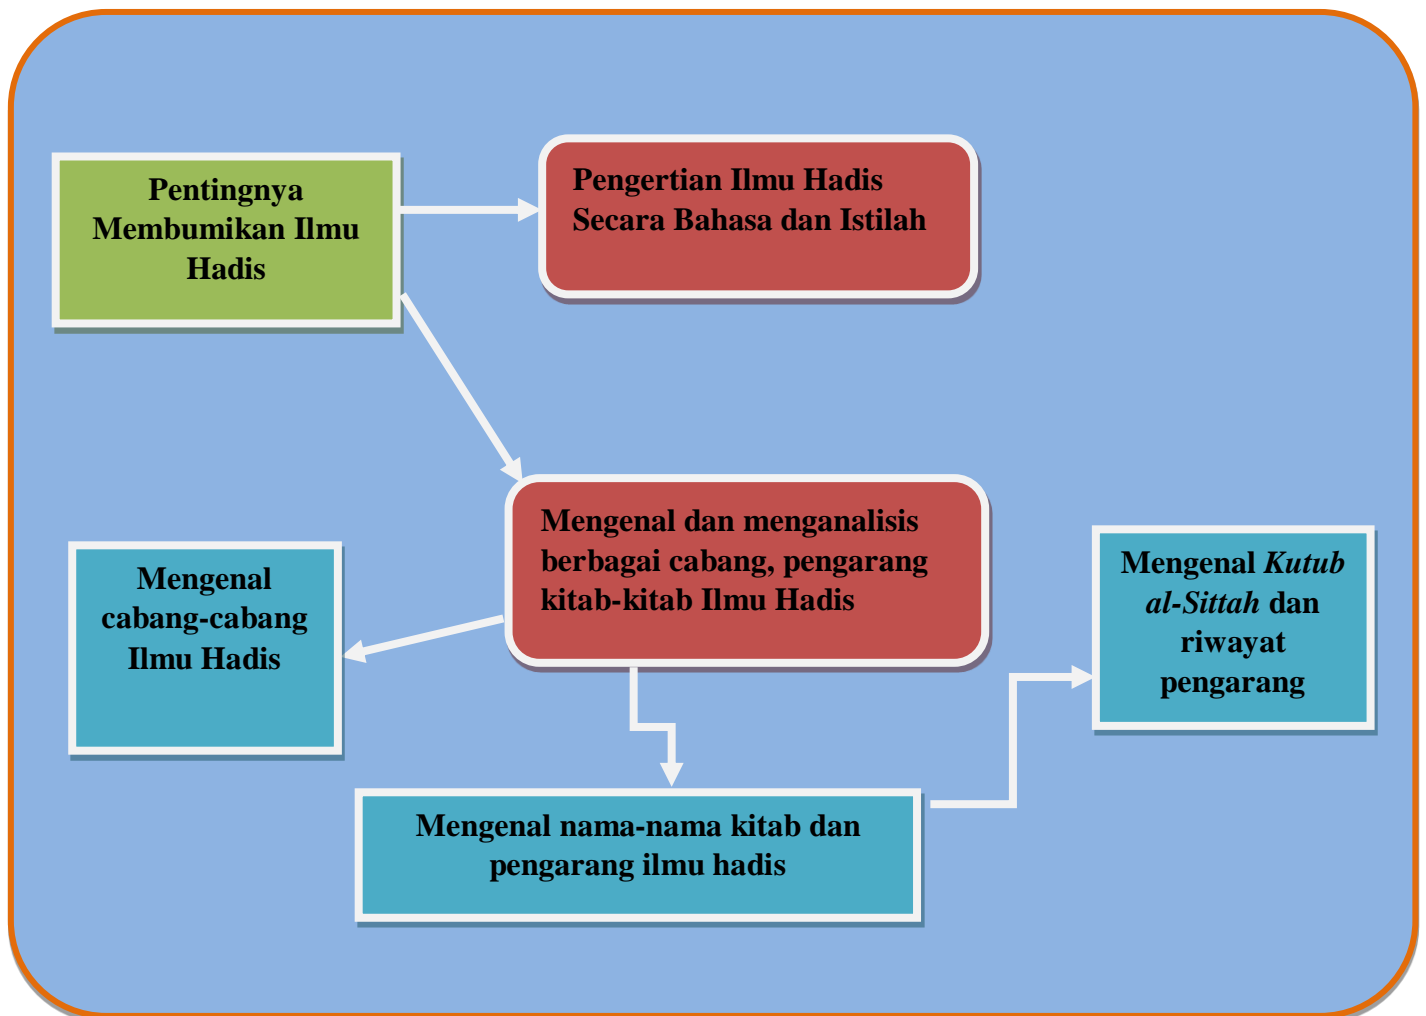 Pentingnya
Membumikan Ilmu
Hadis
Pengertian Ilmu Hadis
Secara Bahasa dan Istilah
Mengenal dan menganalisis
berbagai cabang, pengarang
kitab-kitab Ilmu Hadis
Mengenal
cabang-cabang
Ilmu Hadis
Mengenal Kutub
al-Sittah dan
riwayat
pengarang
Mengenal nama-nama kitab dan
pengarang ilmu hadis